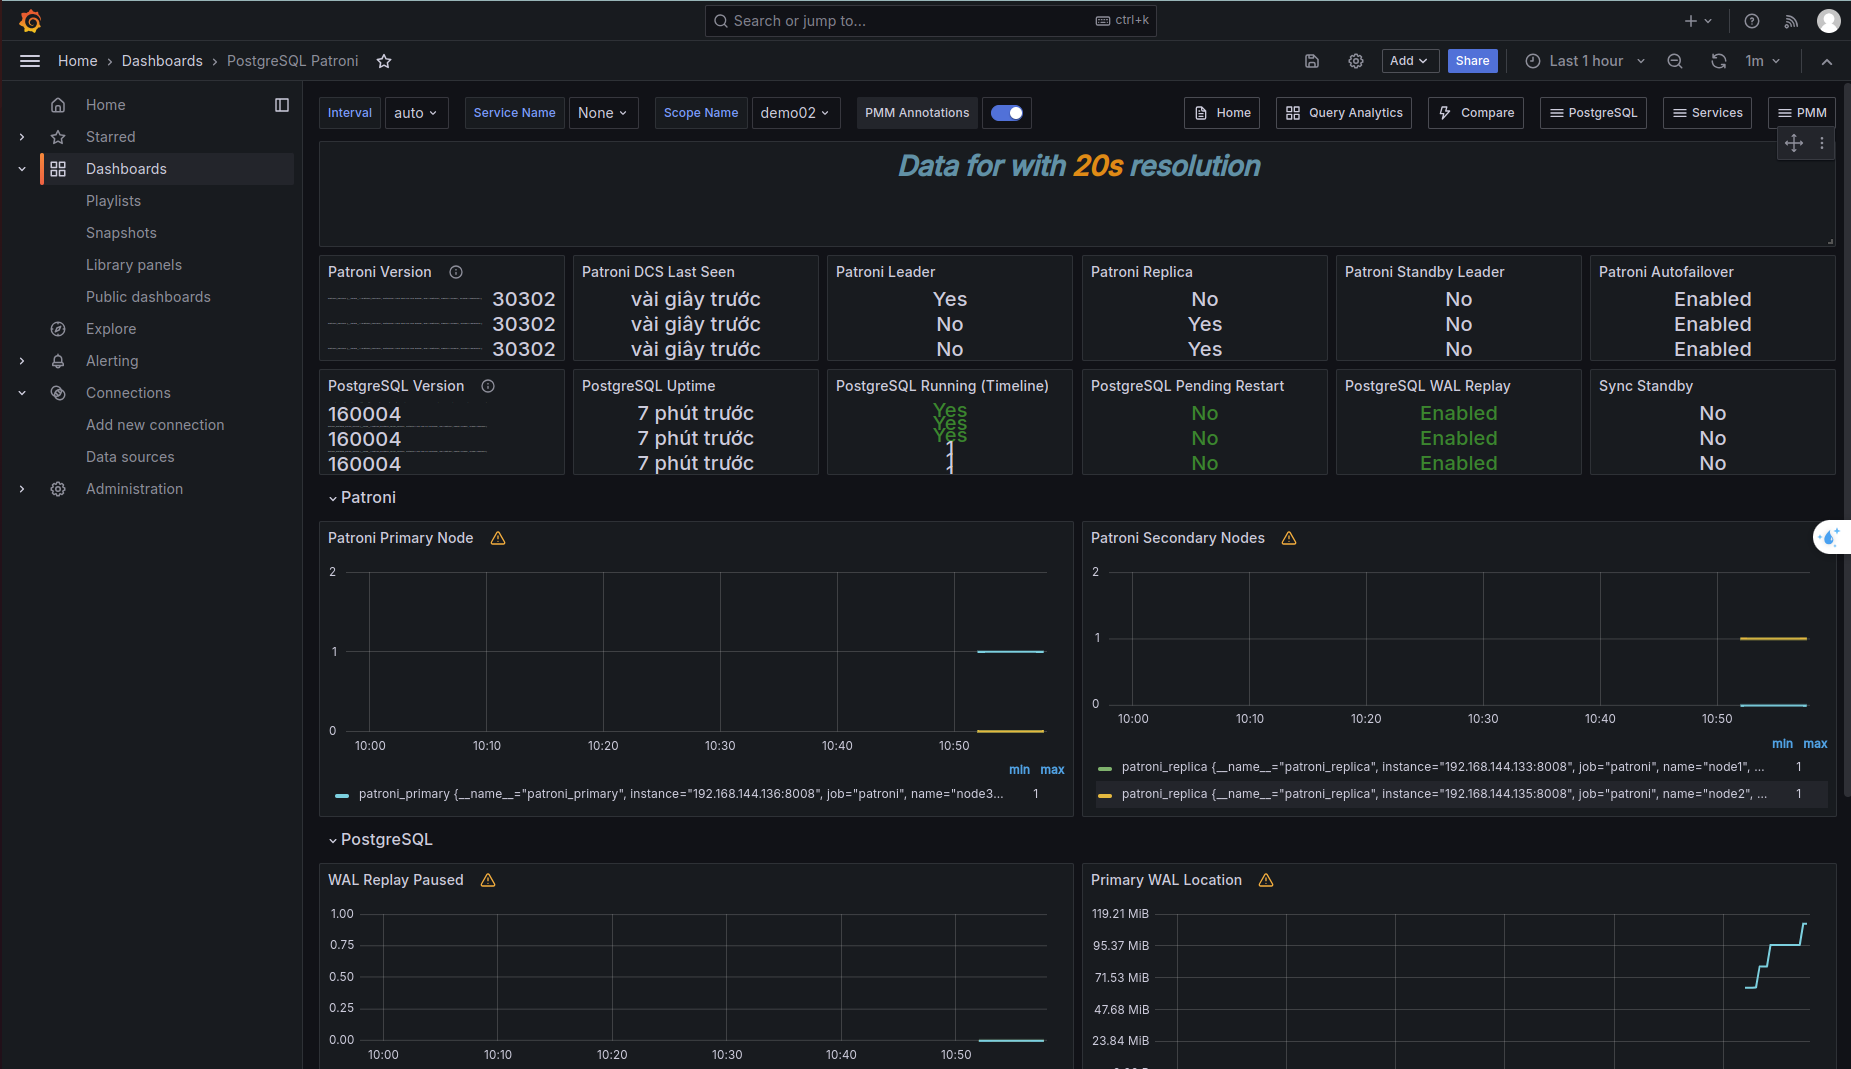 Search or jump to...
ctrl+k
Home › Dashboards › PostgreSQL Patroni
Add
Share
Last 1 hour
1m
Home
Starred
Dashboards
Playlists
Snapshots
Library panels
Public dashboards
Explore
Alerting
Connections
Add new connection
Data sources
Administration
Interval
auto
Service Name
None
Scope Name
demo02
PMM Annotations
Home
Query Analytics
Compare
PostgreSQL
Services
PMM
Data for with 20s resolution
Patroni Version
30302
30302
30302
Patroni DCS Last Seen
vài giây trước
vài giây trước
vài giây trước
Patroni Leader
Yes
No
No
Patroni Replica
No
Yes
Yes
Patroni Standby Leader
No
No
No
Patroni Autofailover
Enabled
Enabled
Enabled
PostgreSQL Version
160004
160004
160004
PostgreSQL Uptime
7 phút trước
7 phút trước
7 phút trước
PostgreSQL Running (Timeline)
Yes
Yes
Yes
PostgreSQL Pending Restart
No
No
No
PostgreSQL WAL Replay
Enabled
Enabled
Enabled
Sync Standby
No
No
No
Patroni
Patroni Primary Node
2
1
0
10:00 10:10 10:20 10:30 10:40 10:50
min max
patroni_primary {__name__="patroni_primary", instance="192.168.144.136:8008", job="patroni", name="node3... 1
Patroni Secondary Nodes
2
1
0
10:00 10:10 10:20 10:30 10:40 10:50
min max
patroni_replica {__name__="patroni_replica", instance="192.168.144.133:8008", job="patroni", name="node1", ... 1
patroni_replica {__name__="patroni_replica", instance="192.168.144.135:8008", job="patroni", name="node2", ... 1
PostgreSQL
WAL Replay Paused
1.00
0.75
0.50
0.25
0.00
10:00 10:10 10:20 10:30 10:40 10:50
Primary WAL Location
119.21 MiB
95.37 MiB
71.53 MiB
47.68 MiB
23.84 MiB